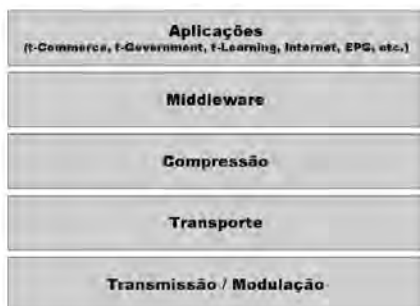 Aplicações
(t-Commerce, t-Government, t-Learning, Internet, EPG, etc.)
Middleware
Compressão
Transporte
Transmissão / Modulação